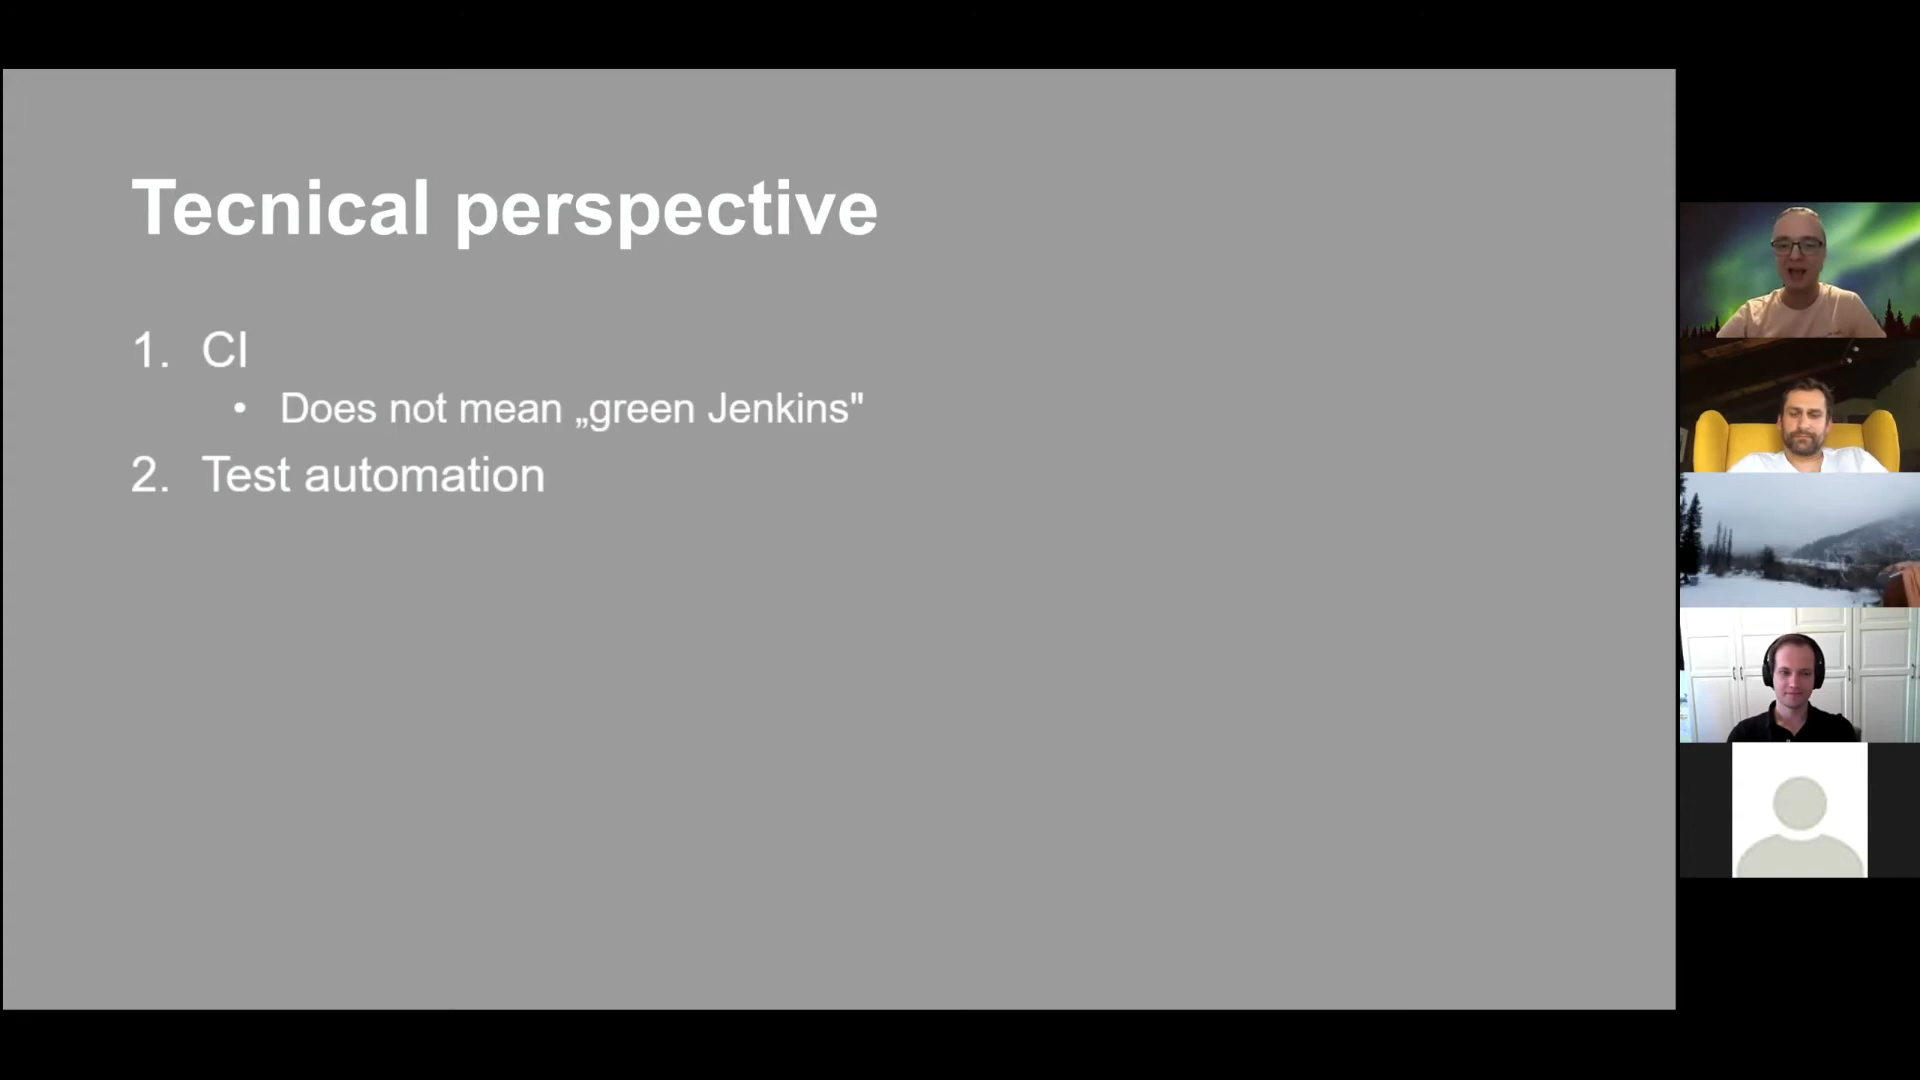 Tecnical perspective
1. CI
• Does not mean „green Jenkins"
2. Test automation